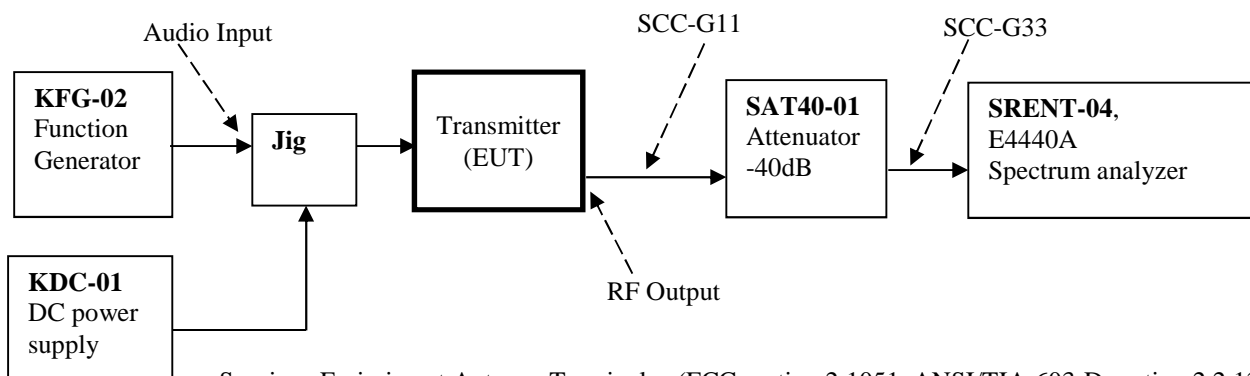 Audio Input
SCC-G11
SCC-G33
KFG-02
Function
Generator
Jig
Transmitter
(EUT)
SAT40-01
Attenuator
-40dB
SRENT-04,
E4440A
Spectrum analyzer
RF Output
KDC-01
DC power
supply